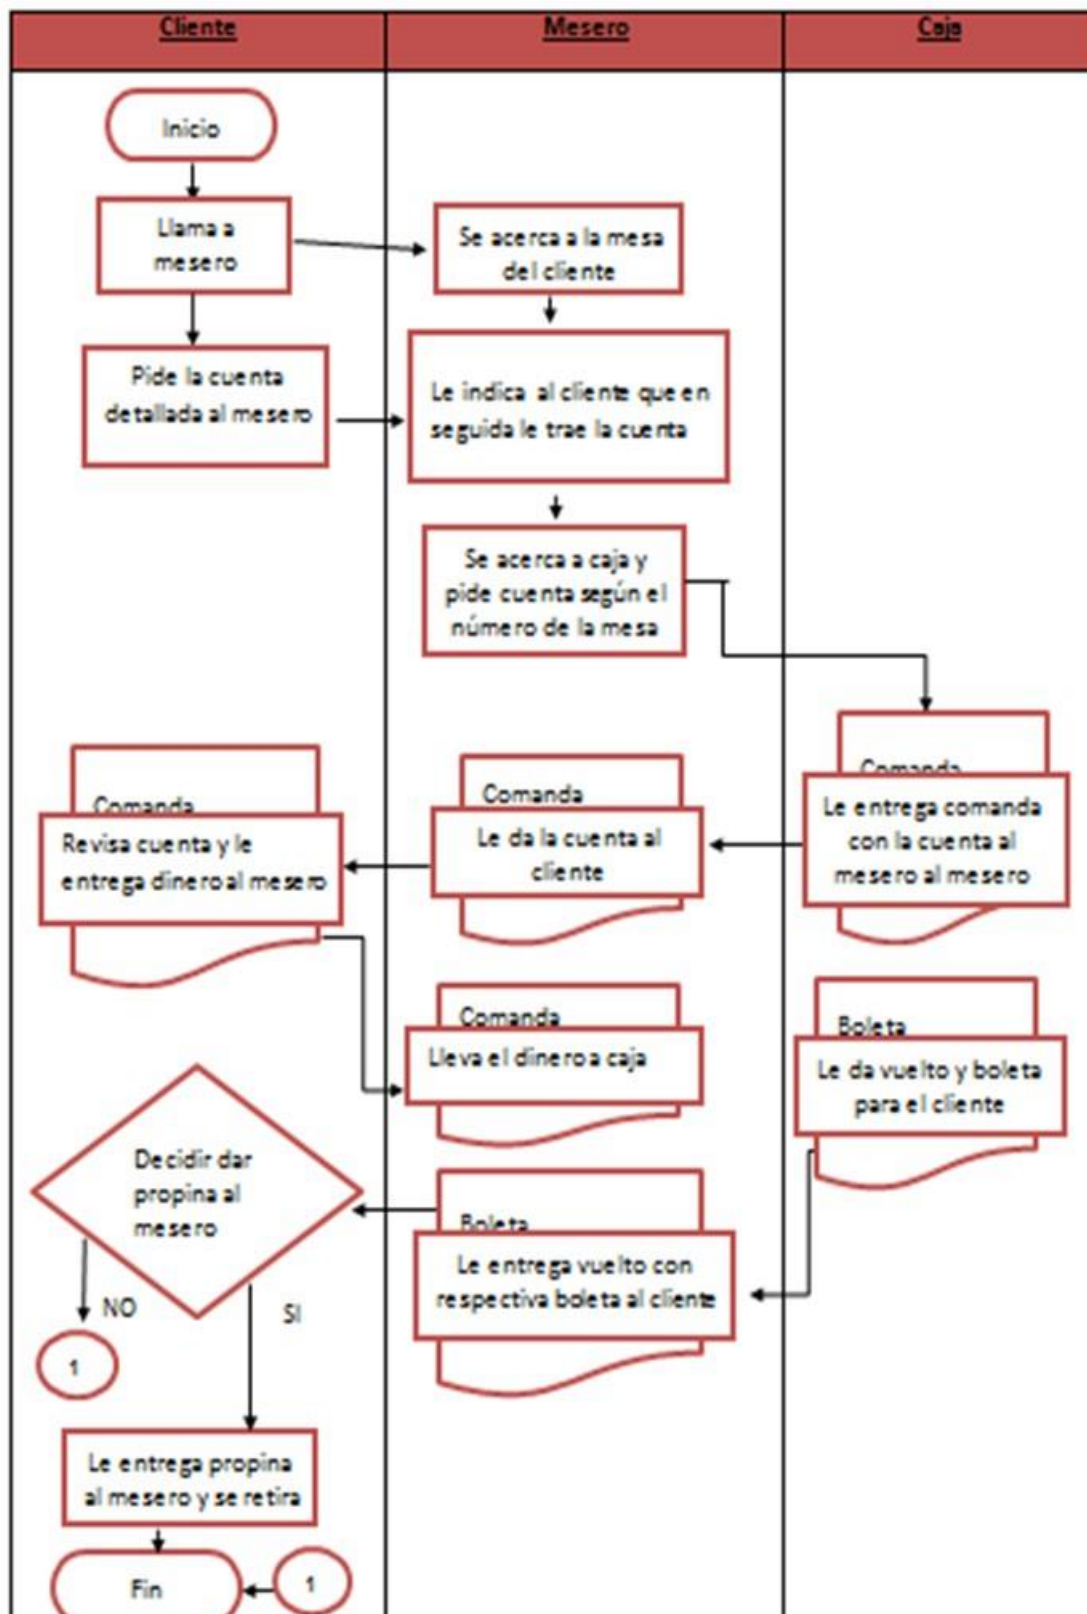 Cliente
Mesero
Caja
Inicio
Llama a
mesero
Se acerca a la mesa
del cliente
Pide la cuenta
detallada al mesero
Le indica al cliente que en
seguida le trae la cuenta
Se acerca a caja y
pide cuenta según el
número de la mesa
Comanda
Le entrega comanda
con la cuenta al
mesero al mesero
Comanda
Le da la cuenta al
cliente
Comanda
Revisa cuenta y le
entrega dinero al mesero
Comanda
Lleva el dinero a caja
Boleta
Le da vuelto y boleta
para el cliente
Boleta
Le entrega vuelto con
respectiva boleta al cliente
Decidir dar
propina al
mesero
NO
SI
1
Le entrega propina
al mesero y se retira
Fin
1